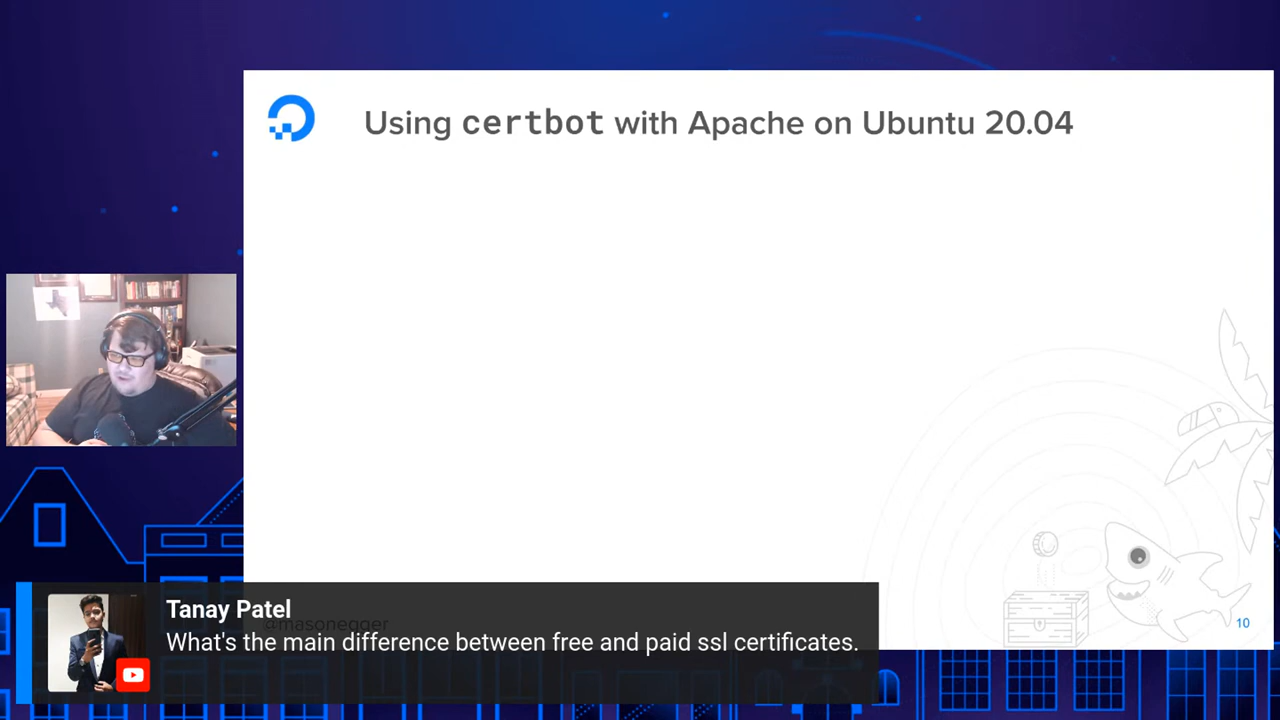 Using certbot with Apache on Ubuntu 20.04
@masonegger
10
Tanay Patel
What's the main difference between free and paid ssl certificates.